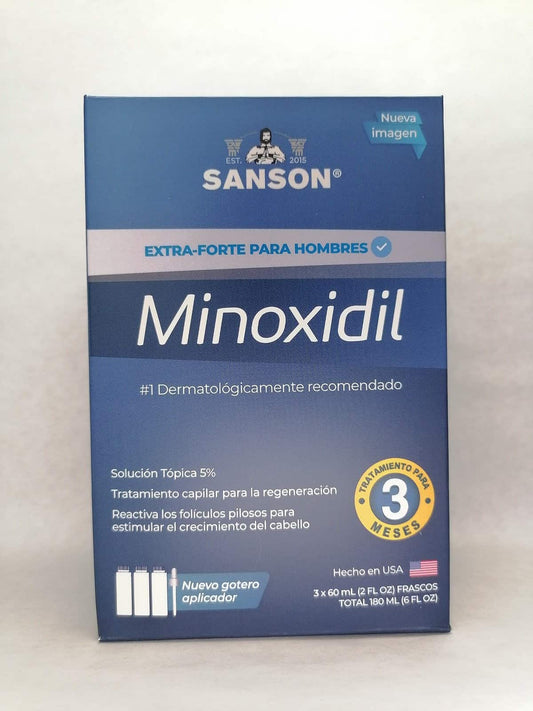 Nueva
imagen
EST. 2015
SANSON®
EXTRA-FORTE PARA HOMBRES
Minoxidil
#1 Dermatológicamente recomendado
Solución Tópica 5%
Tratamiento capilar para la regeneración
Reactiva los folículos pilosos para
estimular el crecimiento del cabello
TRATAMIENTO PARA
3
MESES
Nuevo gotero
aplicador
Hecho en USA
3 x 60 mL (2 FL OZ) FRASCOS
TOTAL 180 ML (6 FL OZ)